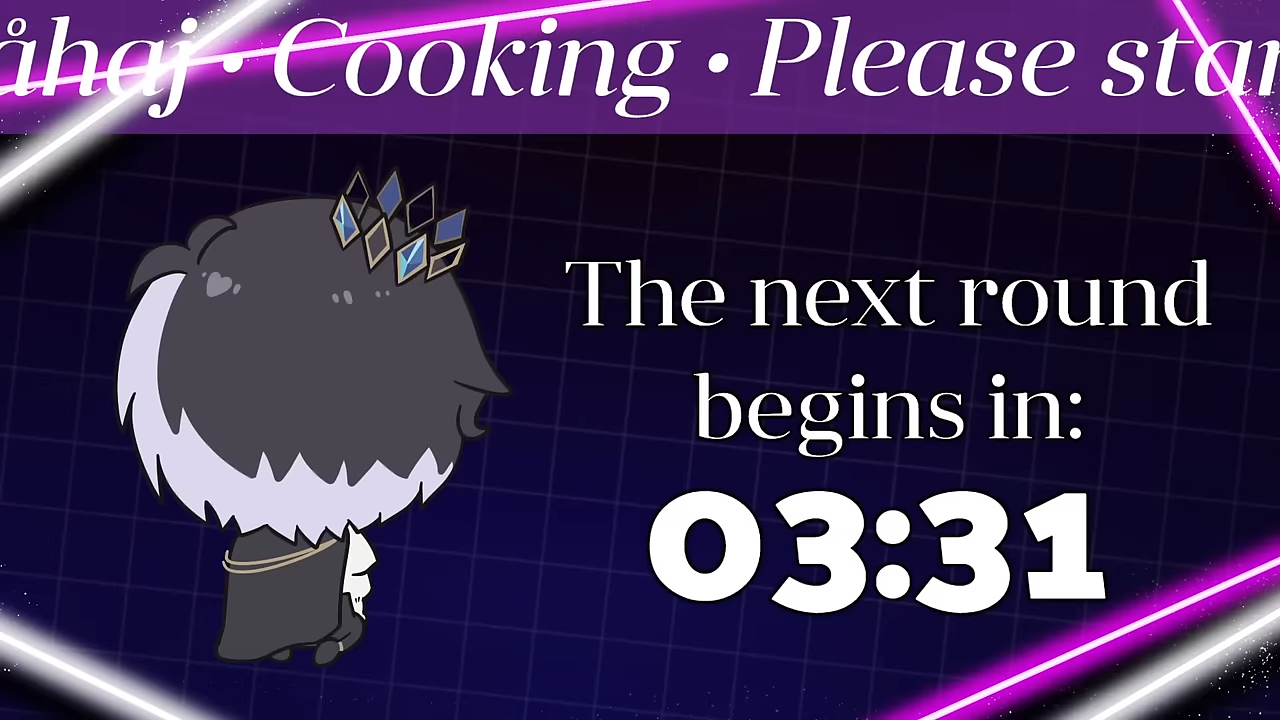 åhaj • Cooking • Please star
The next round
begins in:
03:31